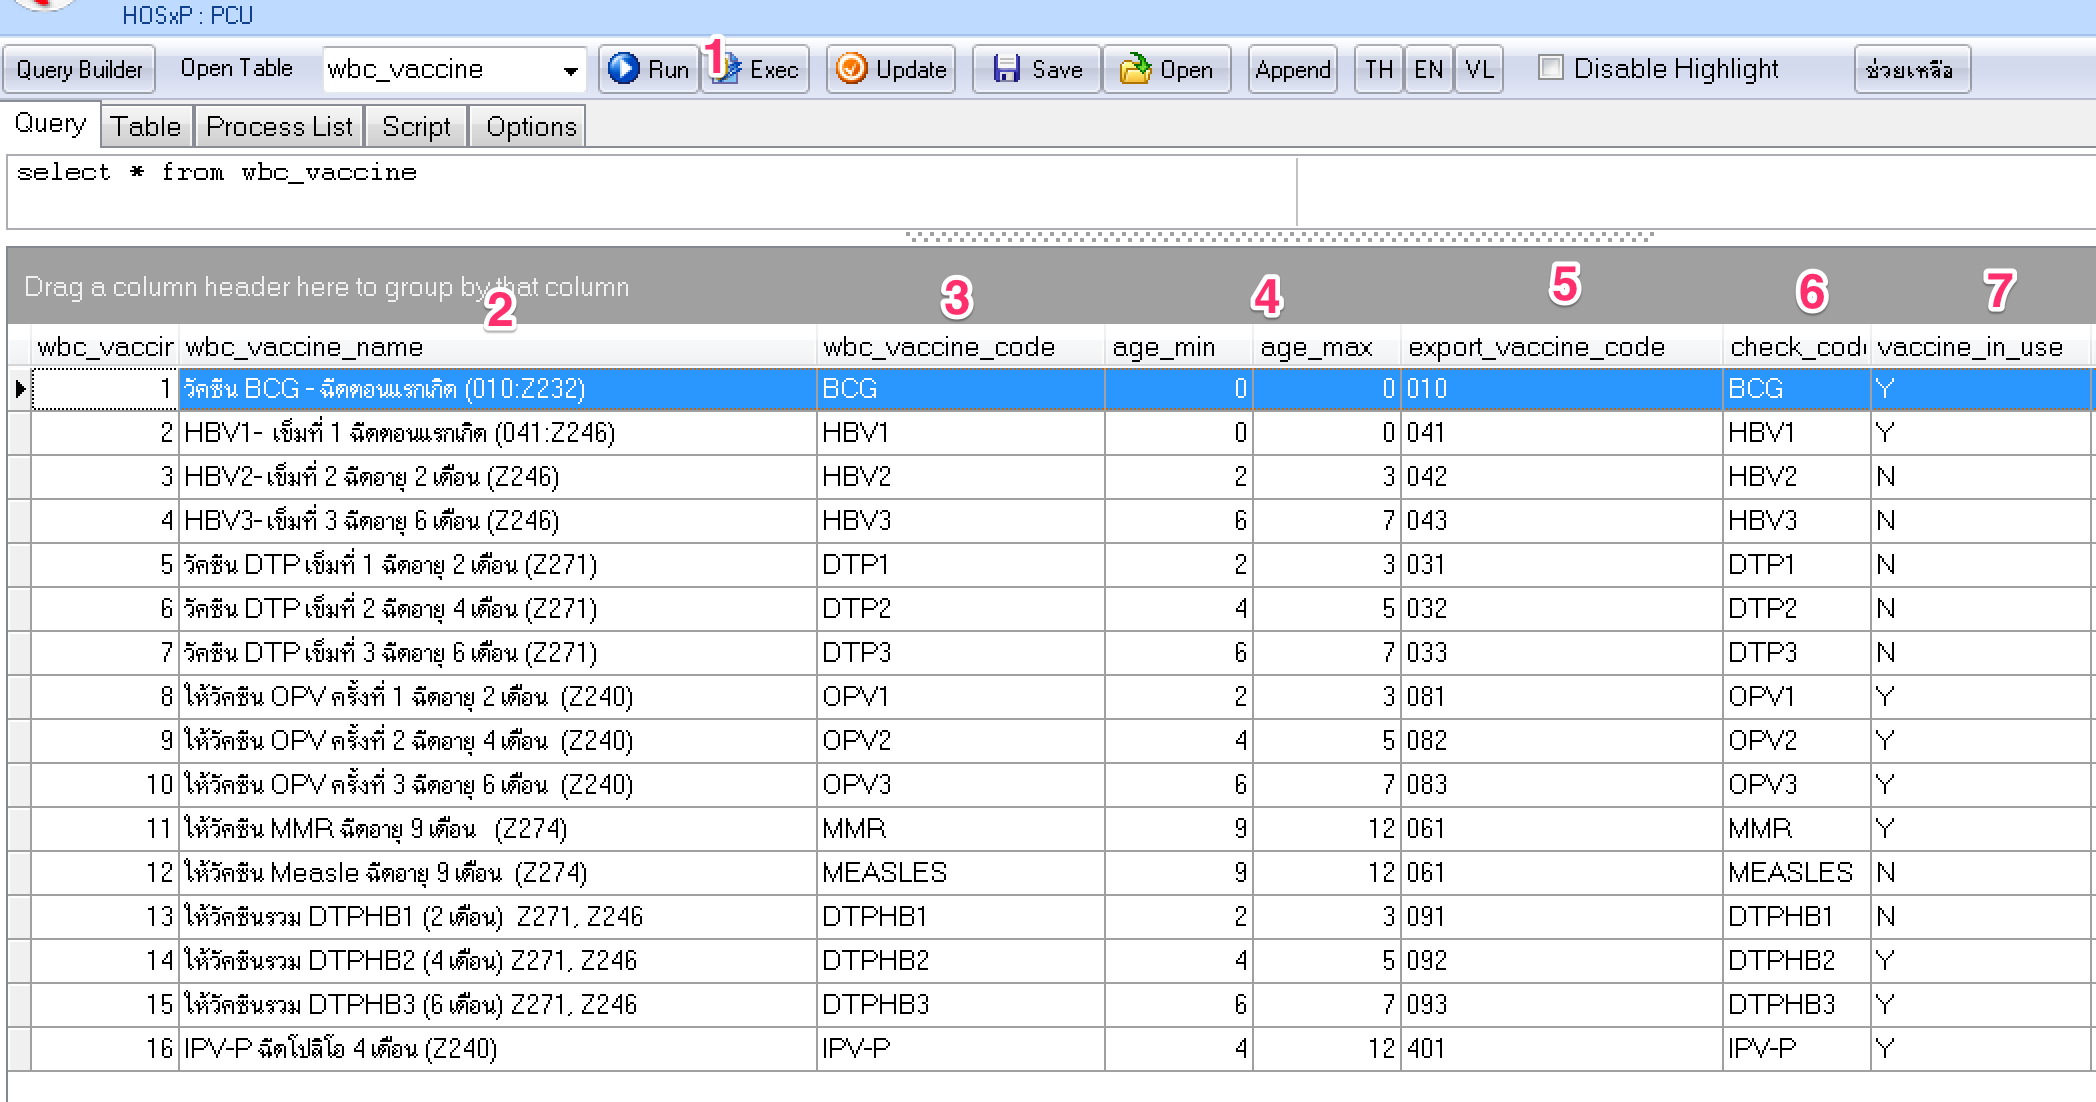 HOSxP : PCU
Query Builder Open Table wbc_vaccine Run 1 Exec Update Save Open Append TH EN VL Disable Highlight ช่วยเหลือ
Query Table Process List Script Options
select * from wbc_vaccine
Drag a column header here to group by that column
2 3 4 5 6 7
wbc_vaccir wbc_vaccine_name wbc_vaccine_code age_min age_max export_vaccine_code check_code vaccine_in_use
1 วัคซีน BCG - ฉีดตอนแรกเกิด (010:Z232) BCG 0 0 010 BCG Y
2 HBV1- เข็มที่ 1 ฉีดตอนแรกเกิด (041:Z246) HBV1 0 0 041 HBV1 Y
3 HBV2- เข็มที่ 2 ฉีดอายุ 2 เดือน (Z246) HBV2 2 3 042 HBV2 N
4 HBV3- เข็มที่ 3 ฉีดอายุ 6 เดือน (Z246) HBV3 6 7 043 HBV3 N
5 วัคซีน DTP เข็มที่ 1 ฉีดอายุ 2 เดือน (Z271) DTP1 2 3 031 DTP1 N
6 วัคซีน DTP เข็มที่ 2 ฉีดอายุ 4 เดือน (Z271) DTP2 4 5 032 DTP2 N
7 วัคซีน DTP เข็มที่ 3 ฉีดอายุ 6 เดือน (Z271) DTP3 6 7 033 DTP3 N
8 ให้วัคซีน OPV ครั้งที่ 1 ฉีดอายุ 2 เดือน (Z240) OPV1 2 3 081 OPV1 Y
9 ให้วัคซีน OPV ครั้งที่ 2 ฉีดอายุ 4 เดือน (Z240) OPV2 4 5 082 OPV2 Y
10 ให้วัคซีน OPV ครั้งที่ 3 ฉีดอายุ 6 เดือน (Z240) OPV3 6 7 083 OPV3 Y
11 ให้วัคซีน MMR ฉีดอายุ 9 เดือน (Z274) MMR 9 12 061 MMR Y
12 ให้วัคซีน Measle ฉีดอายุ 9 เดือน (Z274) MEASLES 9 12 061 MEASLES N
13 ให้วัคซีนรวม DTPHB1 (2 เดือน) Z271, Z246 DTPHB1 2 3 091 DTPHB1 N
14 ให้วัคซีนรวม DTPHB2 (4 เดือน) Z271, Z246 DTPHB2 4 5 092 DTPHB2 Y
15 ให้วัคซีนรวม DTPHB3 (6 เดือน) Z271, Z246 DTPHB3 6 7 093 DTPHB3 Y
16 IPV-P ฉีดโปลิโอ 4 เดือน (Z240) IPV-P 4 12 401 IPV-P Y